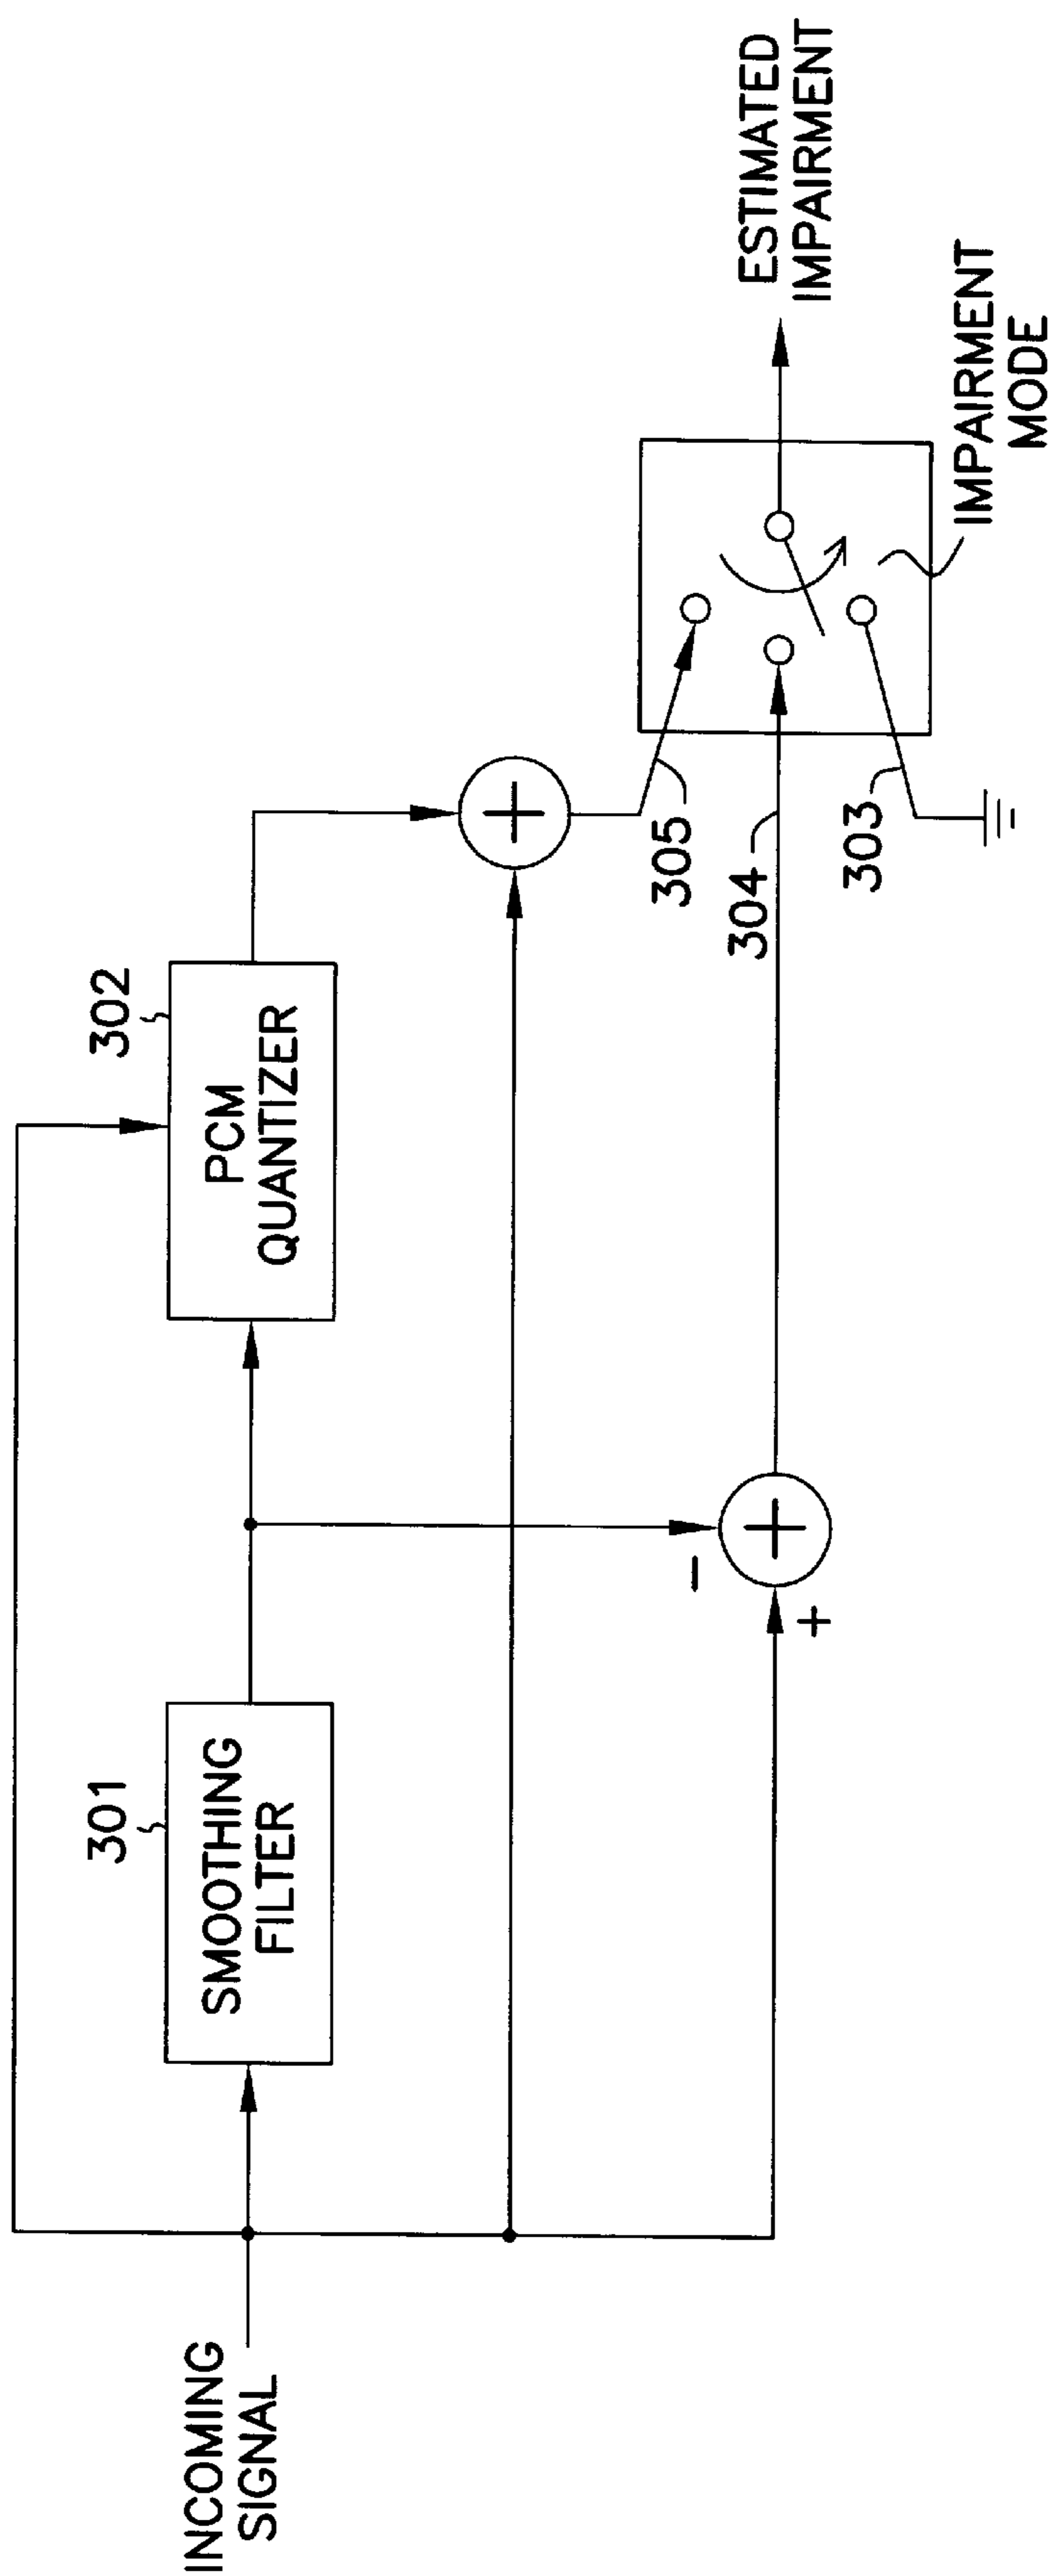 INCOMING
SIGNAL
301
SMOOTHING
FILTER
302
PCM
QUANTIZER
-
+
+
+
305
304
303
ESTIMATED
IMPAIRMENT
IMPAIRMENT
MODE